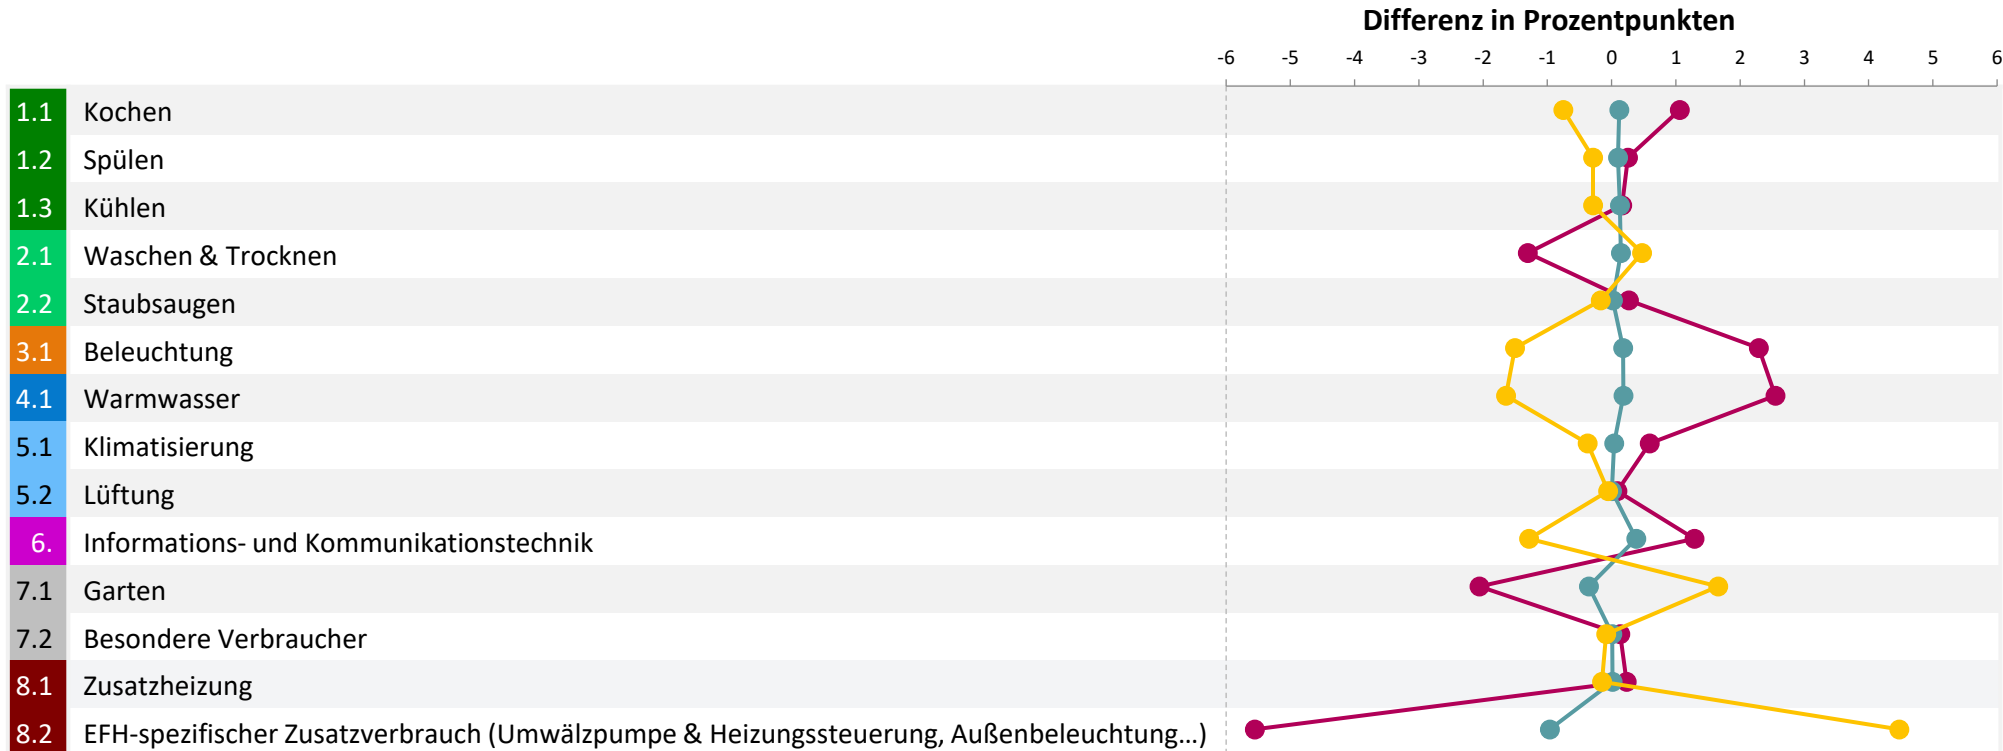 Differenz in Prozentpunkten
-6 -5 -4 -3 -2 -1 0 1 2 3 4 5 6
1.1 Kochen
1.2 Spülen
1.3 Kühlen
2.1 Waschen & Trocknen
2.2 Staubsaugen
3.1 Beleuchtung
4.1 Warmwasser
5.1 Klimatisierung
5.2 Lüftung
6. Informations- und Kommunikationstechnik
7.1 Garten
7.2 Besondere Verbraucher
8.1 Zusatzheizung
8.2 EFH-spezifischer Zusatzverbrauch (Umwälzpumpe & Heizungssteuerung, Außenbeleuchtung…)